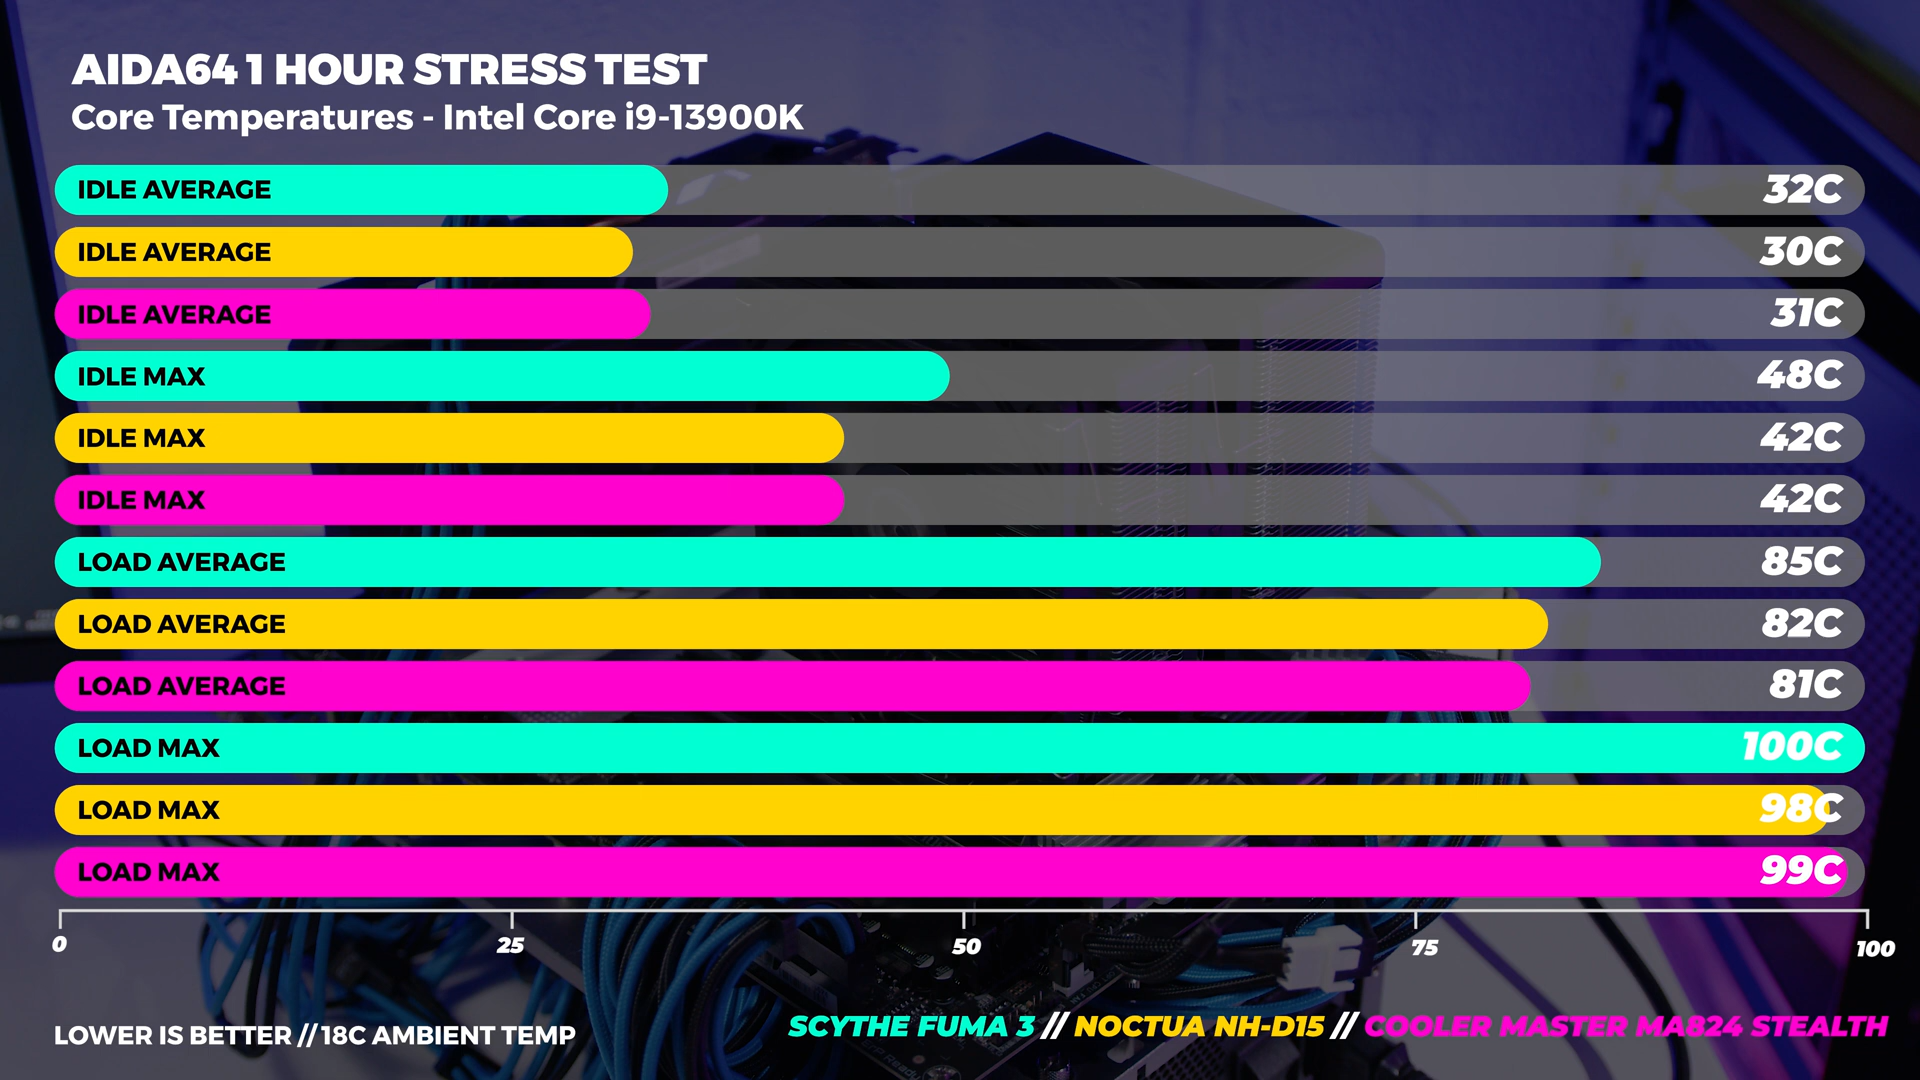 AIDA64 1 HOUR STRESS TEST
Core Temperatures - Intel Core i9-13900K
IDLE AVERAGE 32C
IDLE AVERAGE 30C
IDLE AVERAGE 31C
IDLE MAX 48C
IDLE MAX 42C
IDLE MAX 42C
LOAD AVERAGE 85C
LOAD AVERAGE 82C
LOAD AVERAGE 81C
LOAD MAX 100C
LOAD MAX 98C
LOAD MAX 99C
0 25 50 75 100
LOWER IS BETTER // 18C AMBIENT TEMP
SCYTHE FUMA 3 // NOCTUA NH-D15 // COOLER MASTER MA824 STEALTH